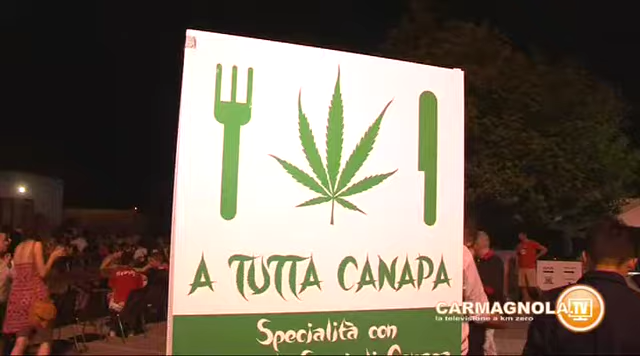 A TUTTA CANAPA
Specialità con
CARMAGNOLA.TV
la televisione a km zero